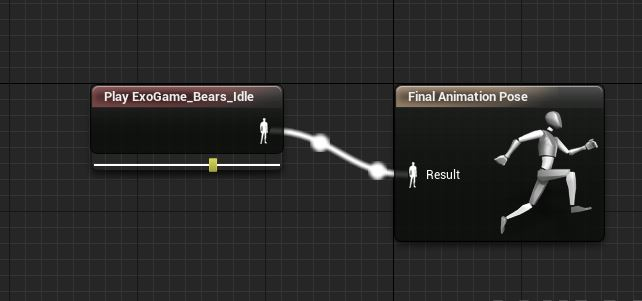 Play ExoGame_Bears_Idle
Final Animation Pose
Result